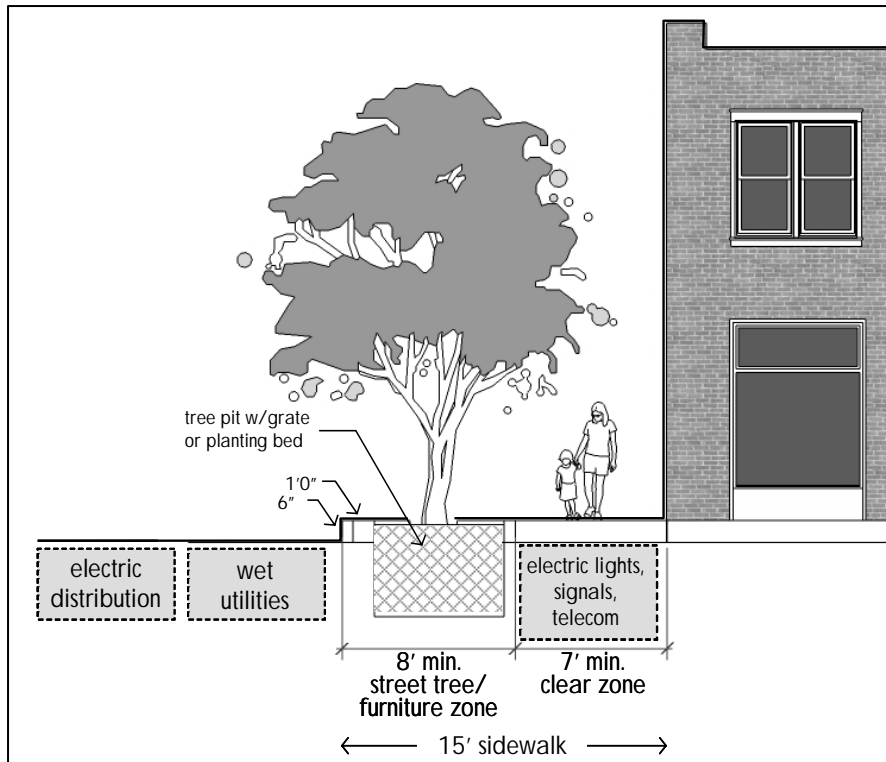 tree pit w/grate
or planting bed
1'0"
6"
electric
distribution
wet
utilities
electric lights,
signals,
telecom
8' min.
street tree/
furniture zone
7' min.
clear zone
15' sidewalk